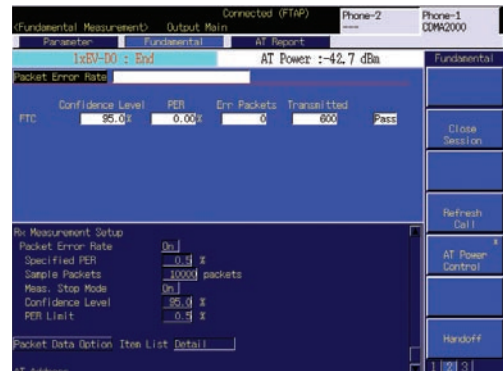 Connected (FTAP)
<Fundamental Measurement> Output Main
Phone-2
----
Phone-1
CDMA2000
Parameter Fundamental AT Report
1xEV-DO : End AT Power :-42.7 dBm
Fundamental
Packet Error Rate
Confidence Level PER Err Packets Transmitted
FTC 95.0% 0.00% 0 600 Pass
Close
Session
Refresh
Call
*
AT Power
Control
Handoff
Rx Measurement Setup
Packet Error Rate On
Specified PER 0.5 %
Sample Packets 10000 packets
Meas. Stop Mode On
Confidence Level 95.0 %
PER Limit 0.5 %
Packet Data Option Item List Detail
AT Address
1 2 3